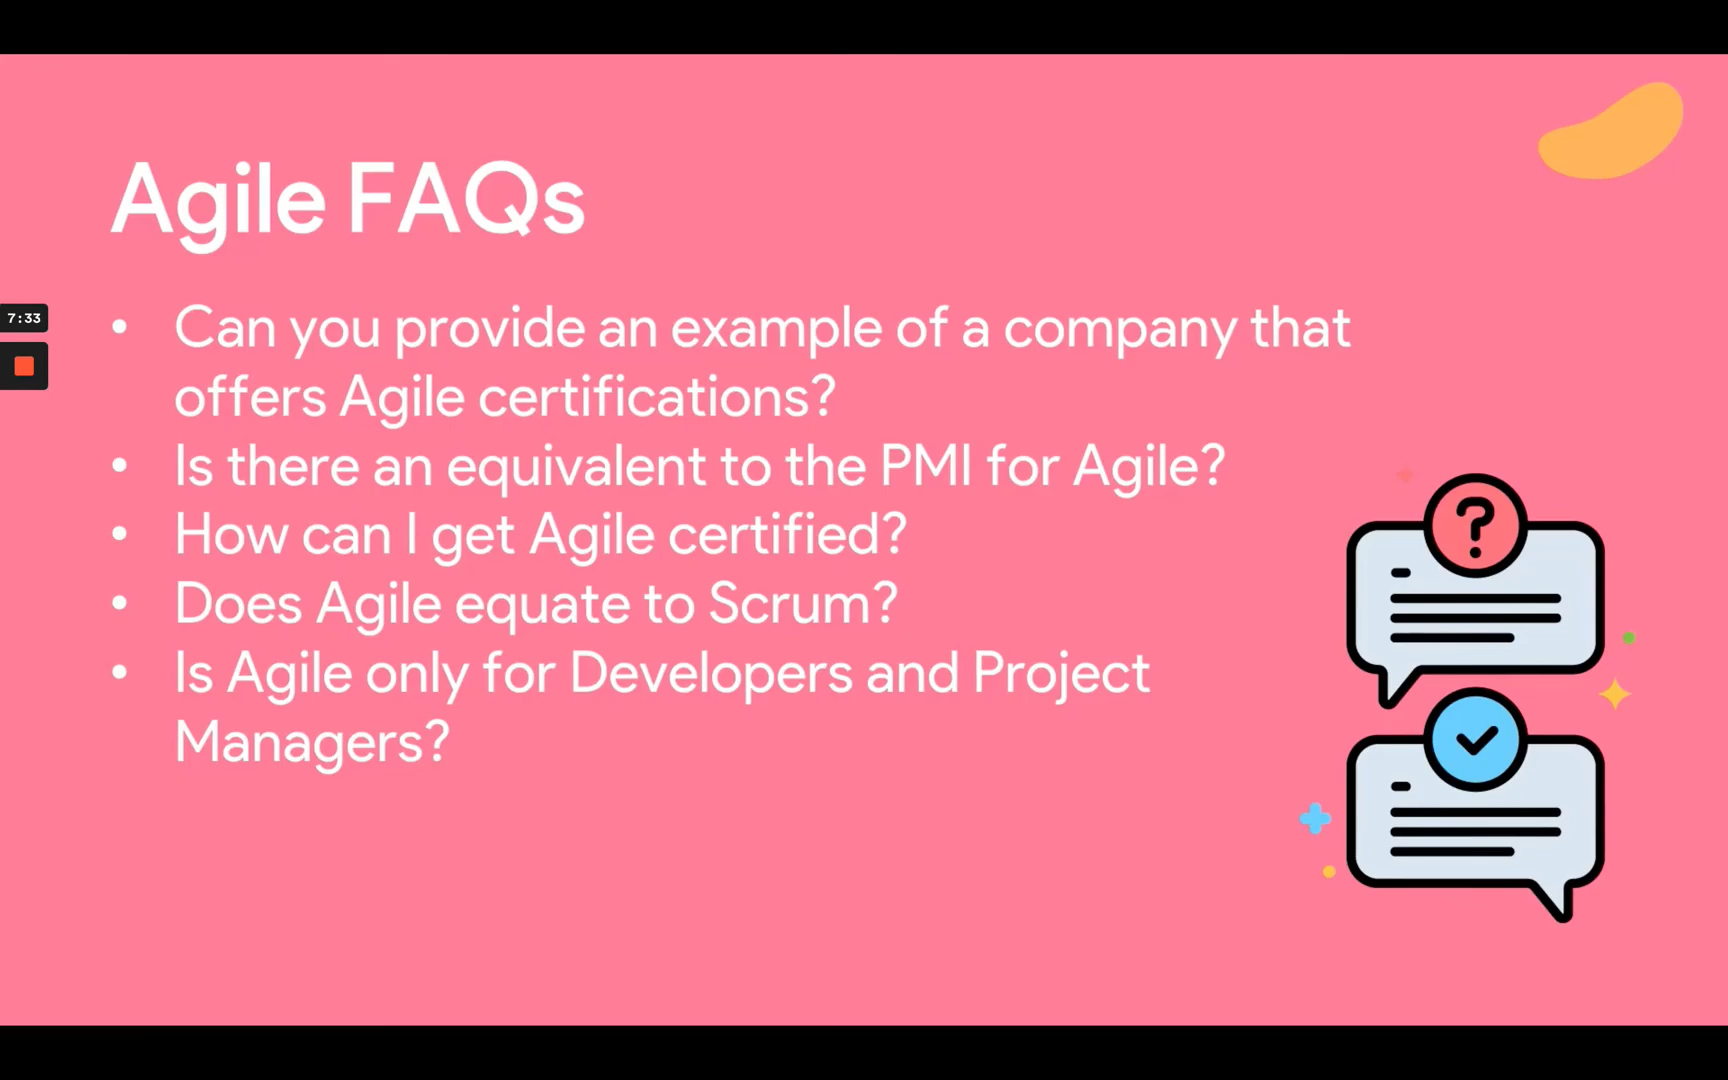 Agile FAQs
7:33
• Can you provide an example of a company that
offers Agile certifications?
• Is there an equivalent to the PMI for Agile?
• How can I get Agile certified?
• Does Agile equate to Scrum?
• Is Agile only for Developers and Project
Managers?
?